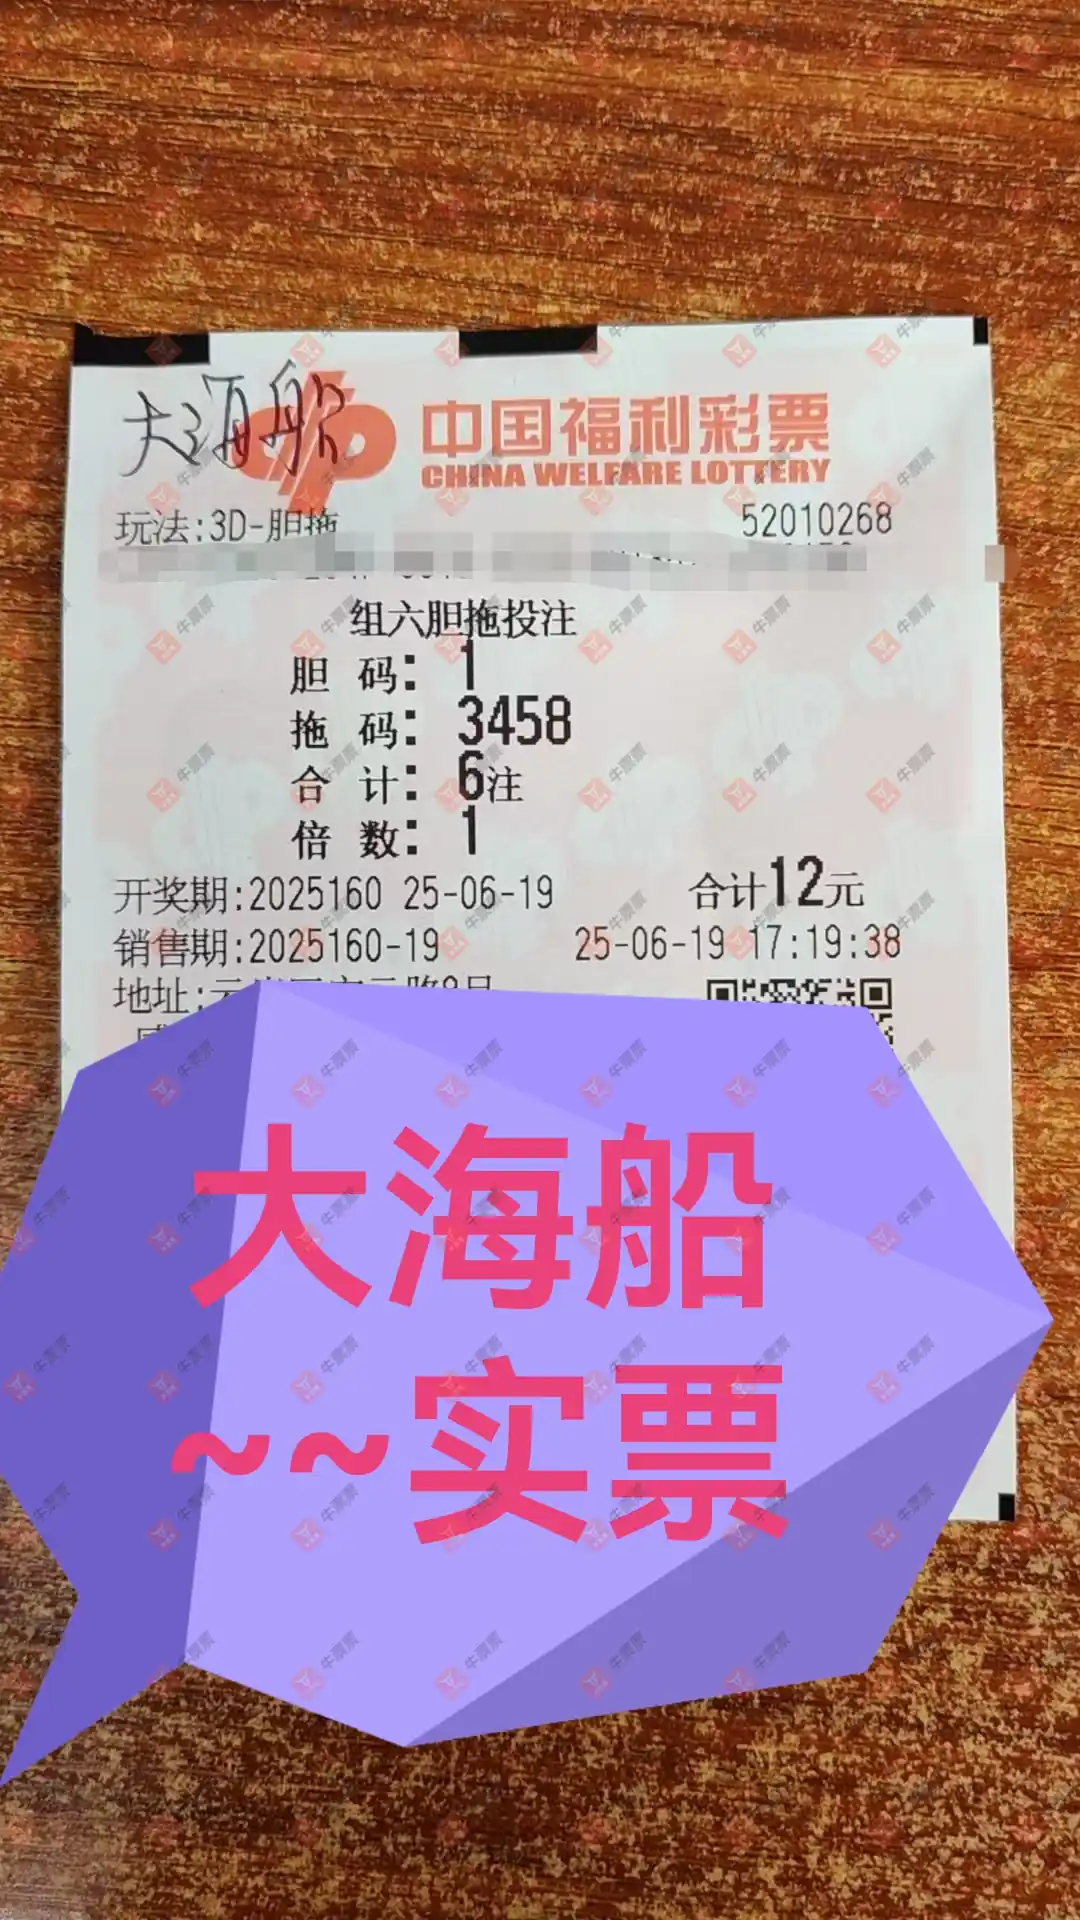 大海船
中国福利彩票
CHINA WELFARE LOTTERY
玩法:3D-胆拖 52010268
组六胆拖投注
胆 码: 1
拖 码: 3458
合 计: 6注
倍 数: 1
开奖期:2025160 25-06-19 合计12元
销售期:2025160-19 25-06-19 17:19:38
地址:
大海船
~~实票
牛票票